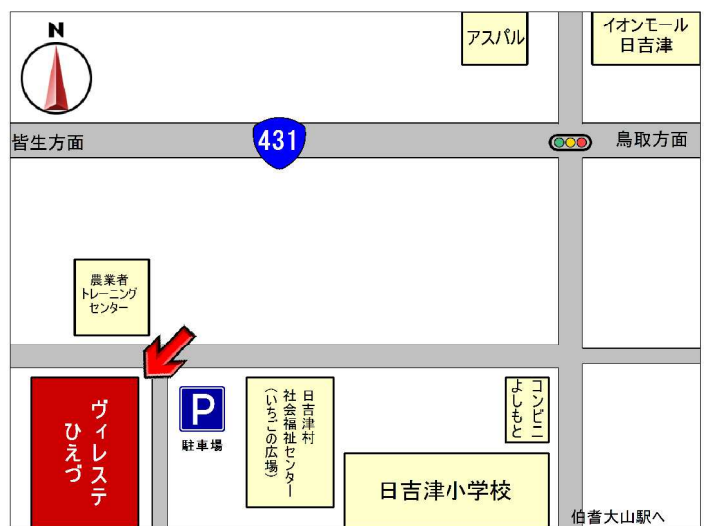 N
アスパル
イオンモール
日吉津
皆生方面
431
鳥取方面
農業者
トレーニング
センター
ヴィレステ
ひえづ
P
駐車場
日吉津村
社会福祉センター
(いちごの広場)
コンビニ
よしもと
日吉津小学校
伯耆大山駅へ